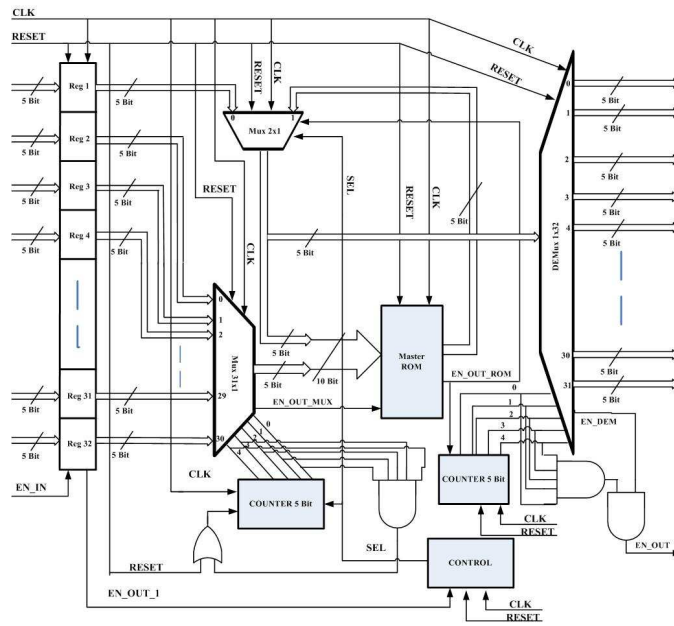 CLK
RESET
CLK
RESET
Reg 1
5 Bit
5 Bit
RESET
CLK
0
1
Mux 2x1
0
5 Bit
1
5 Bit
Reg 2
5 Bit
5 Bit
2
5 Bit
Reg 3
5 Bit
5 Bit
RESET
SEL
RESET
CLK
5 Bit
3
5 Bit
Reg 4
5 Bit
5 Bit
CLK
5 Bit
4
5 Bit
DEMux 1x32
0
1
2
Mux 31x1
5 Bit
10 Bit
Master
ROM
30
5 Bit
5 Bit
EN_OUT_ROM
31
5 Bit
Reg 31
5 Bit
5 Bit
29
EN_OUT_MUX
0
1
2
3
4
EN_DEM
Reg 32
5 Bit
5 Bit
30
0
1
2
3
4
EN_IN
CLK
COUNTER 5 Bit
COUNTER 5 Bit
CLK
RESET
RESET
SEL
CONTROL
EN_OUT
EN_OUT_1
CLK
RESET